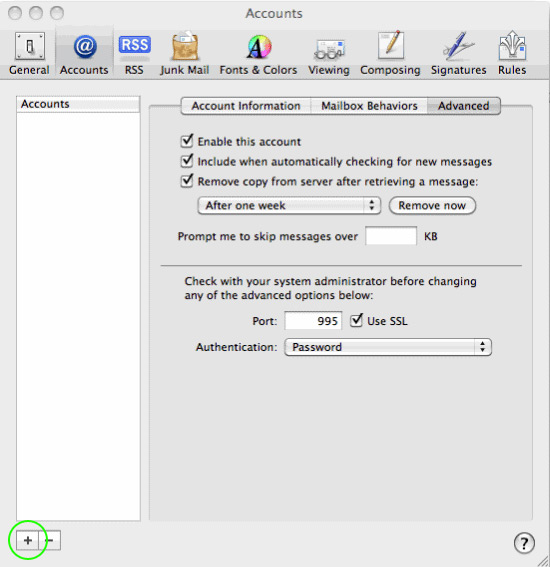 Accounts
General Accounts RSS Junk Mail Fonts & Colors Viewing Composing Signatures Rules
Accounts
Account Information Mailbox Behaviors Advanced
Enable this account
Include when automatically checking for new messages
Remove copy from server after retrieving a message:
After one week Remove now
Prompt me to skip messages over KB
Check with your system administrator before changing
any of the advanced options below:
Port: 995 Use SSL
Authentication: Password
+ − ?